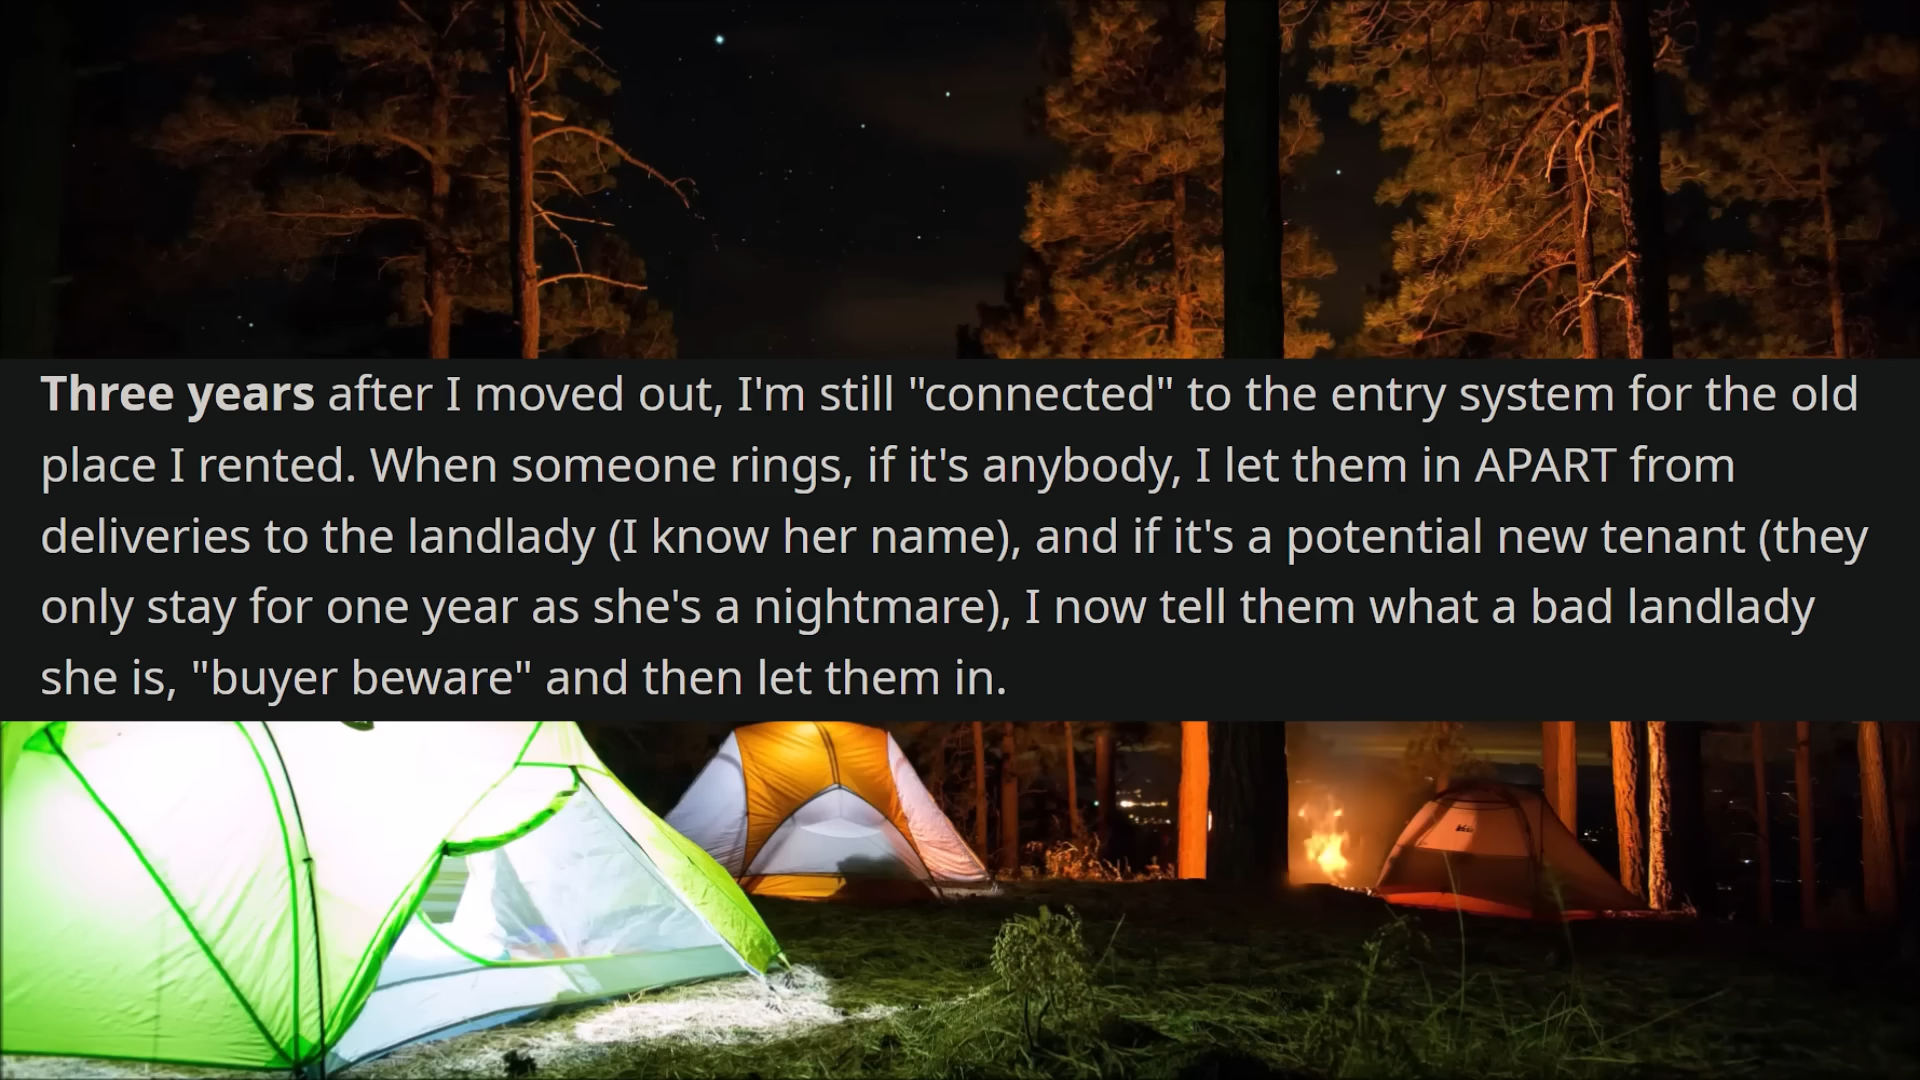 Three years after I moved out, I'm still "connected" to the entry system for the old
place I rented. When someone rings, if it's anybody, I let them in APART from
deliveries to the landlady (I know her name), and if it's a potential new tenant (they
only stay for one year as she's a nightmare), I now tell them what a bad landlady
she is, "buyer beware" and then let them in.